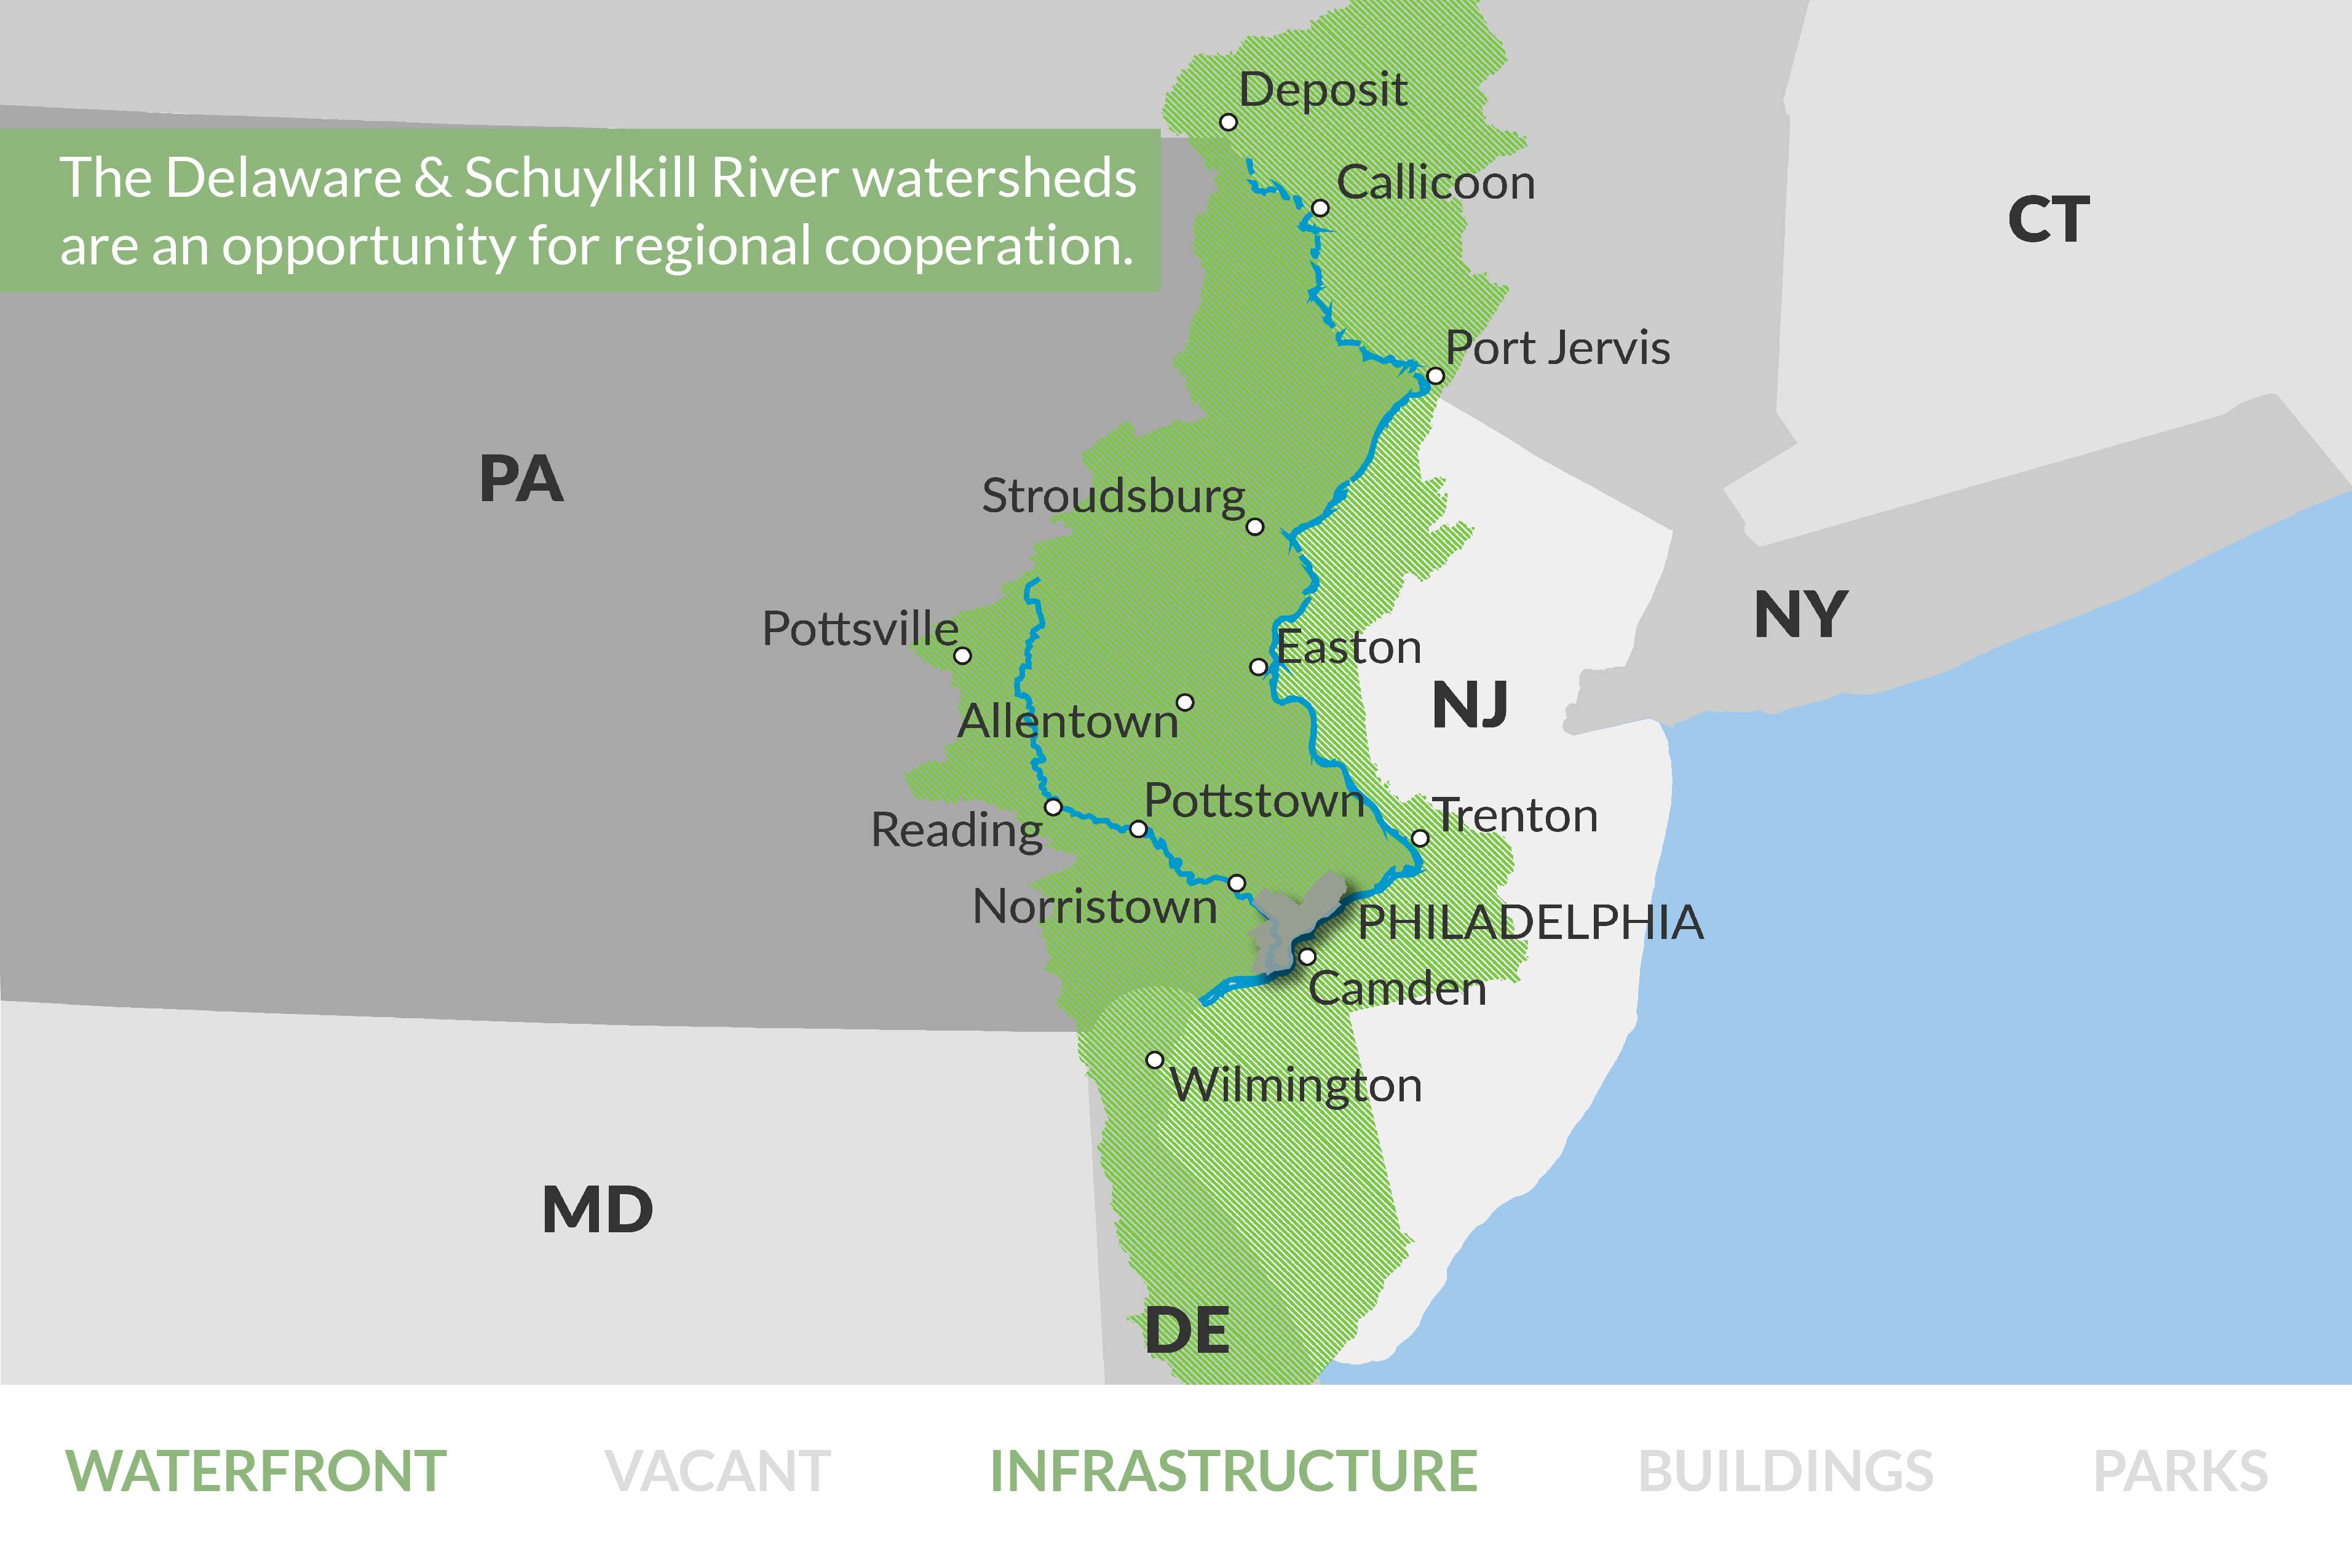 Deposit
The Delaware & Schuylkill River watersheds
are an opportunity for regional cooperation.
Callicoon
CT
Port Jervis
PA
Stroudsburg
NY
Pottsville
Easton
NJ
Allentown
Pottstown
Trenton
Reading
Norristown
PHILADELPHIA
Camden
Wilmington
MD
DE
WATERFRONT
VACANT
INFRASTRUCTURE
BUILDINGS
PARKS